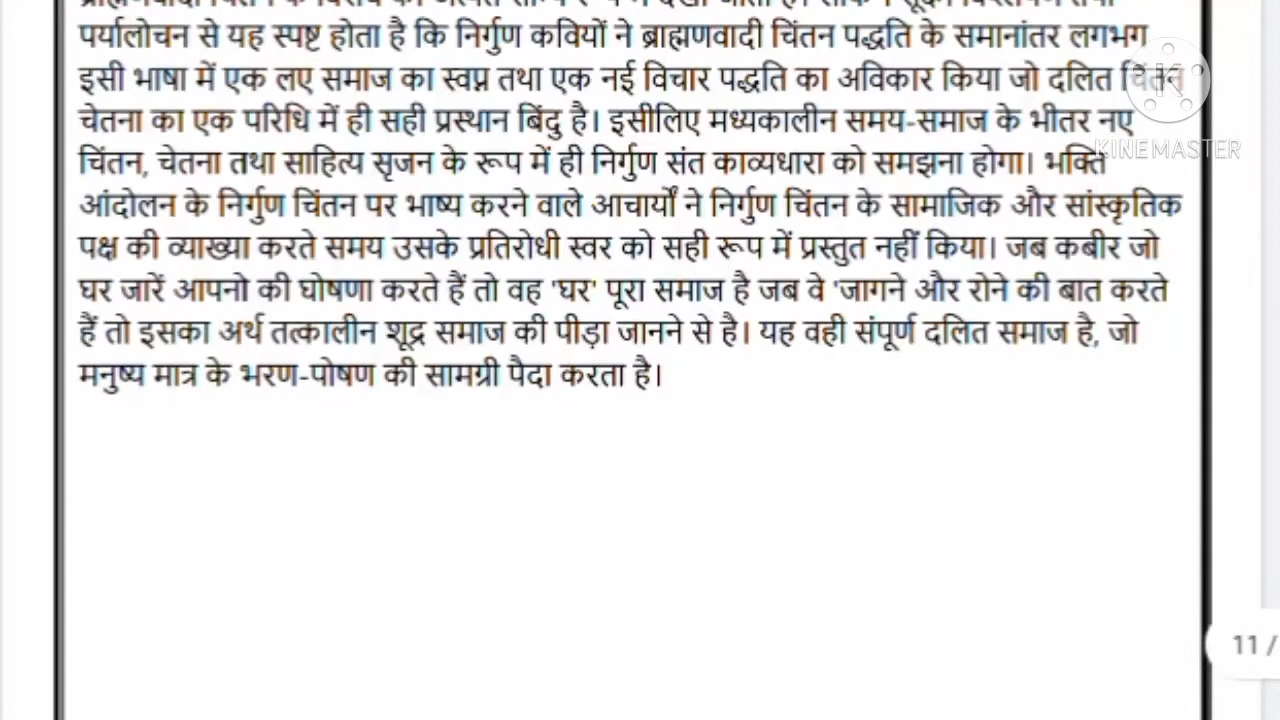 पर्यालोचन से यह स्पष्ट होता है कि निर्गुण कवियों ने ब्राह्मणवादी चिंतन पद्धति के समानांतर लगभग
इसी भाषा में एक लए समाज का स्वप्न तथा एक नई विचार पद्धति का अविकार किया जो दलित चिंतन
चेतना का एक परिधि में ही सही प्रस्थान बिंदु है। इसीलिए मध्यकालीन समय-समाज के भीतर नए
चिंतन, चेतना तथा साहित्य सृजन के रूप में ही निर्गुण संत काव्यधारा को समझना होगा। भक्ति
आंदोलन के निर्गुण चिंतन पर भाष्य करने वाले आचार्यों ने निर्गुण चिंतन के सामाजिक और सांस्कृतिक
पक्ष की व्याख्या करते समय उसके प्रतिरोधी स्वर को सही रूप में प्रस्तुत नहीं किया। जब कबीर जो
घर जारें आपनो की घोषणा करते हैं तो वह 'घर' पूरा समाज है जब वे 'जागने और रोने की बात करते
हैं तो इसका अर्थ तत्कालीन शूद्र समाज की पीड़ा जानने से है। यह वही संपूर्ण दलित समाज है, जो
मनुष्य मात्र के भरण-पोषण की सामग्री पैदा करता है।
K
KINEMASTER
11 /